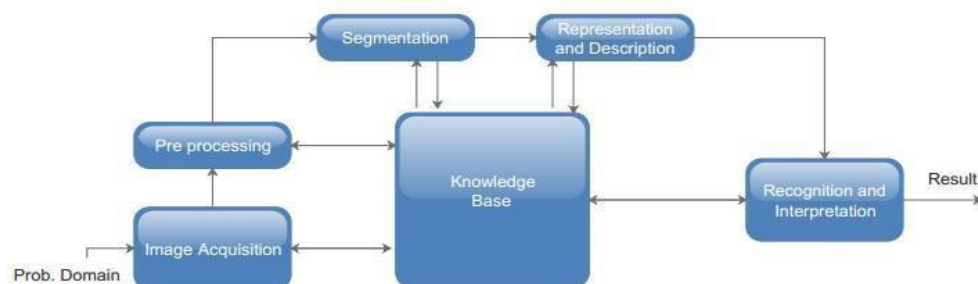 Segmentation
Representation
and Description
Pre processing
Knowledge
Base
Recognition and
Interpretation
Result
Image Acquisition
Prob. Domain